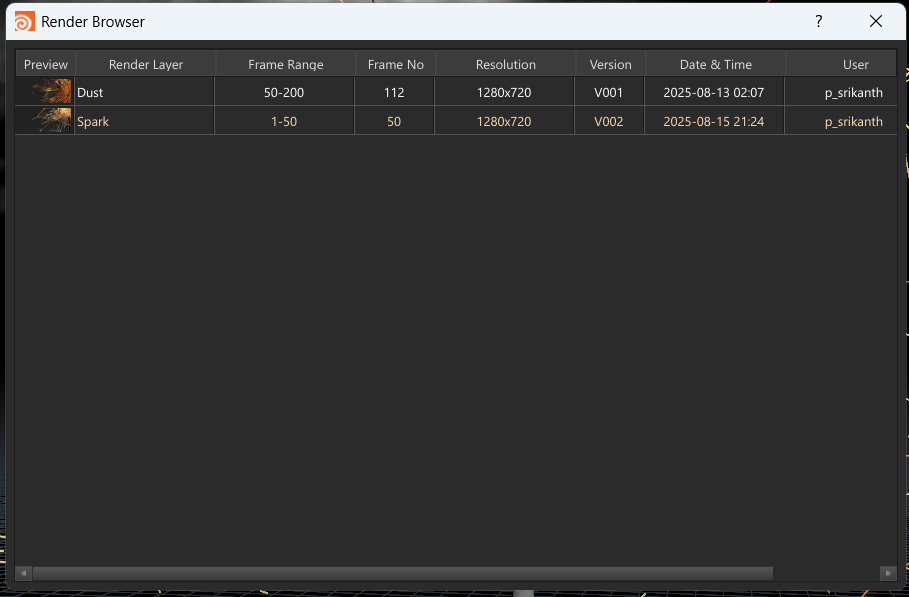 Render Browser ?
Preview Render Layer Frame Range Frame No Resolution Version Date & Time User
Dust 50-200 112 1280x720 V001 2025-08-13 02:07 p_srikanth
Spark 1-50 50 1280x720 V002 2025-08-15 21:24 p_srikanth